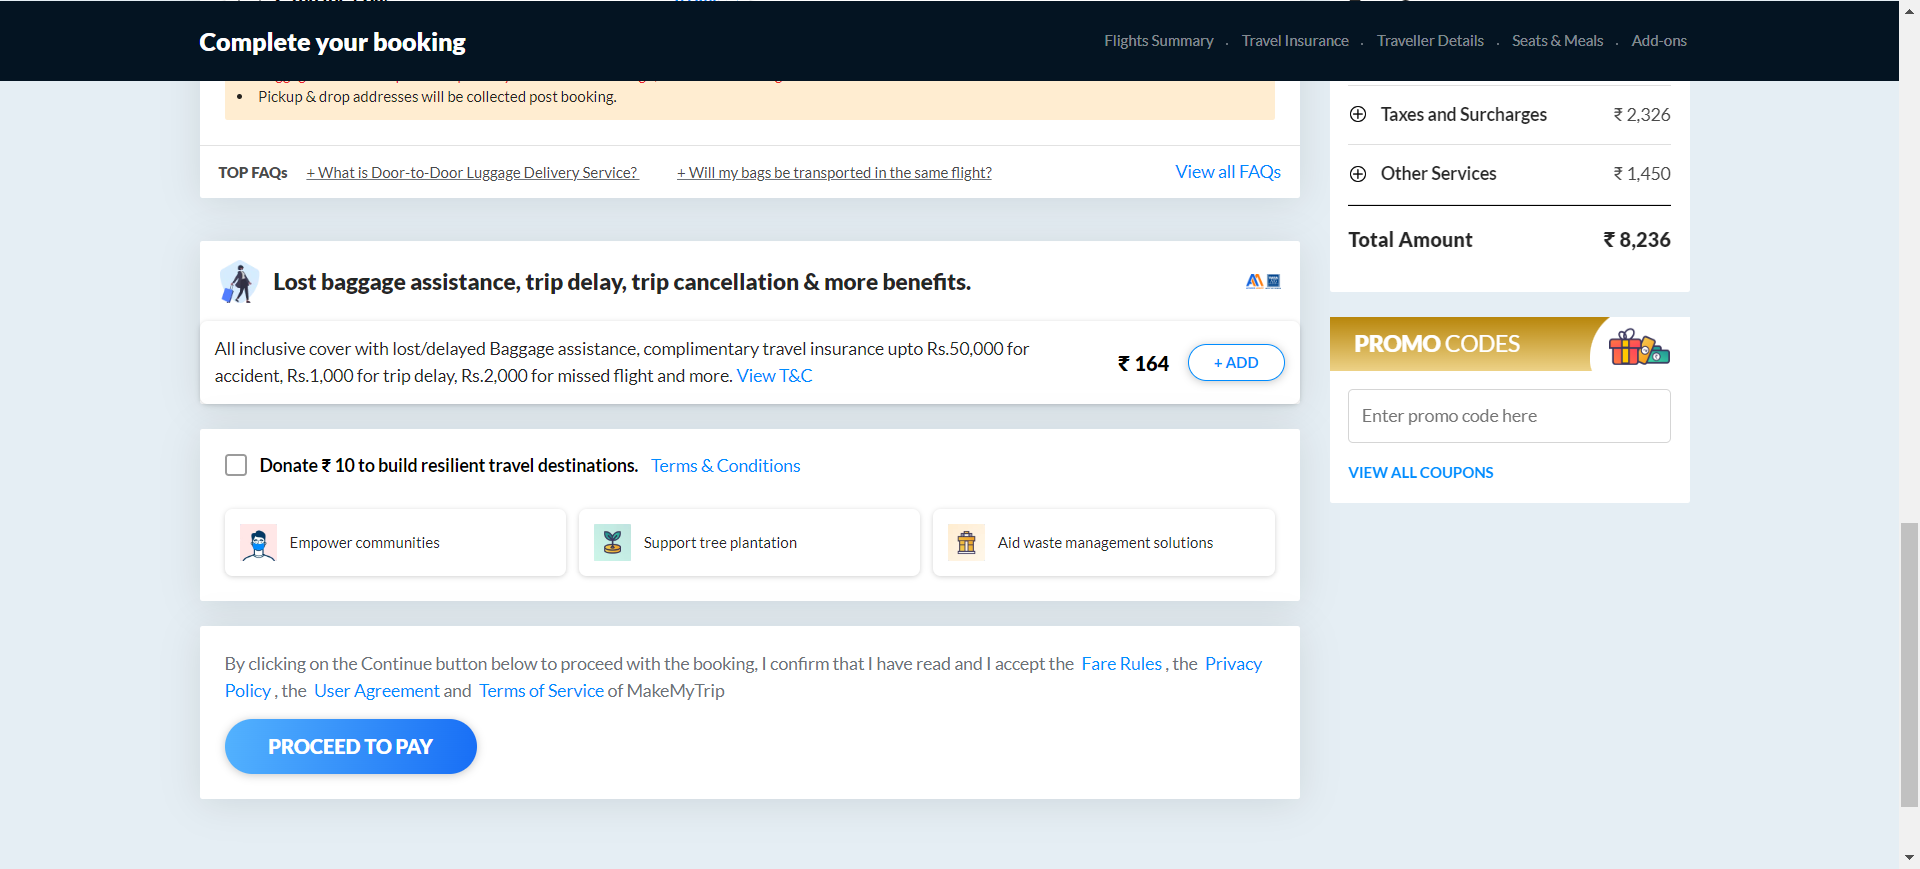 Complete your booking
Flights Summary . Travel Insurance . Traveller Details . Seats & Meals . Add-ons
• Pickup & drop addresses will be collected post booking.
TOP FAQs + What is Door-to-Door Luggage Delivery Service? + Will my bags be transported in the same flight? View all FAQs
Lost baggage assistance, trip delay, trip cancellation & more benefits.
All inclusive cover with lost/delayed Baggage assistance, complimentary travel insurance upto Rs.50,000 for
accident, Rs.1,000 for trip delay, Rs.2,000 for missed flight and more. View T&C
₹ 164 + ADD
Donate ₹ 10 to build resilient travel destinations. Terms & Conditions
Empower communities
Support tree plantation
Aid waste management solutions
By clicking on the Continue button below to proceed with the booking, I confirm that I have read and I accept the Fare Rules , the Privacy
Policy , the User Agreement and Terms of Service of MakeMyTrip
PROCEED TO PAY
Taxes and Surcharges ₹ 2,326
Other Services ₹ 1,450
Total Amount ₹ 8,236
PROMO CODES
Enter promo code here
VIEW ALL COUPONS